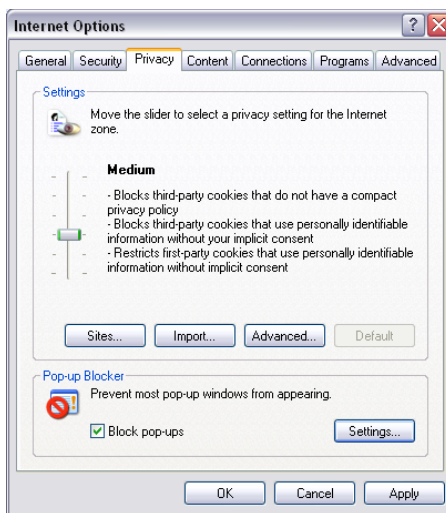 Internet Options
General Security Privacy Content Connections Programs Advanced
Settings
Move the slider to select a privacy setting for the Internet
zone.
Medium
- Blocks third-party cookies that do not have a compact
privacy policy
- Blocks third-party cookies that use personally identifiable
information without your implicit consent
- Restricts first-party cookies that use personally identifiable
information without implicit consent
Sites... Import... Advanced... Default
Pop-up Blocker
Prevent most pop-up windows from appearing.
Block pop-ups Settings...
OK Cancel Apply